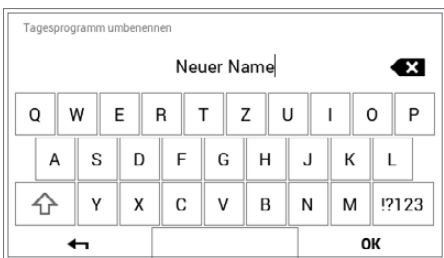 Tagesprogramm umbenennen
Neuer Name
Q W E R T Z U I O P
A S D F G H J K L
Y X C V B N M !?123
OK